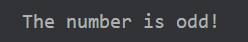 The number is odd!